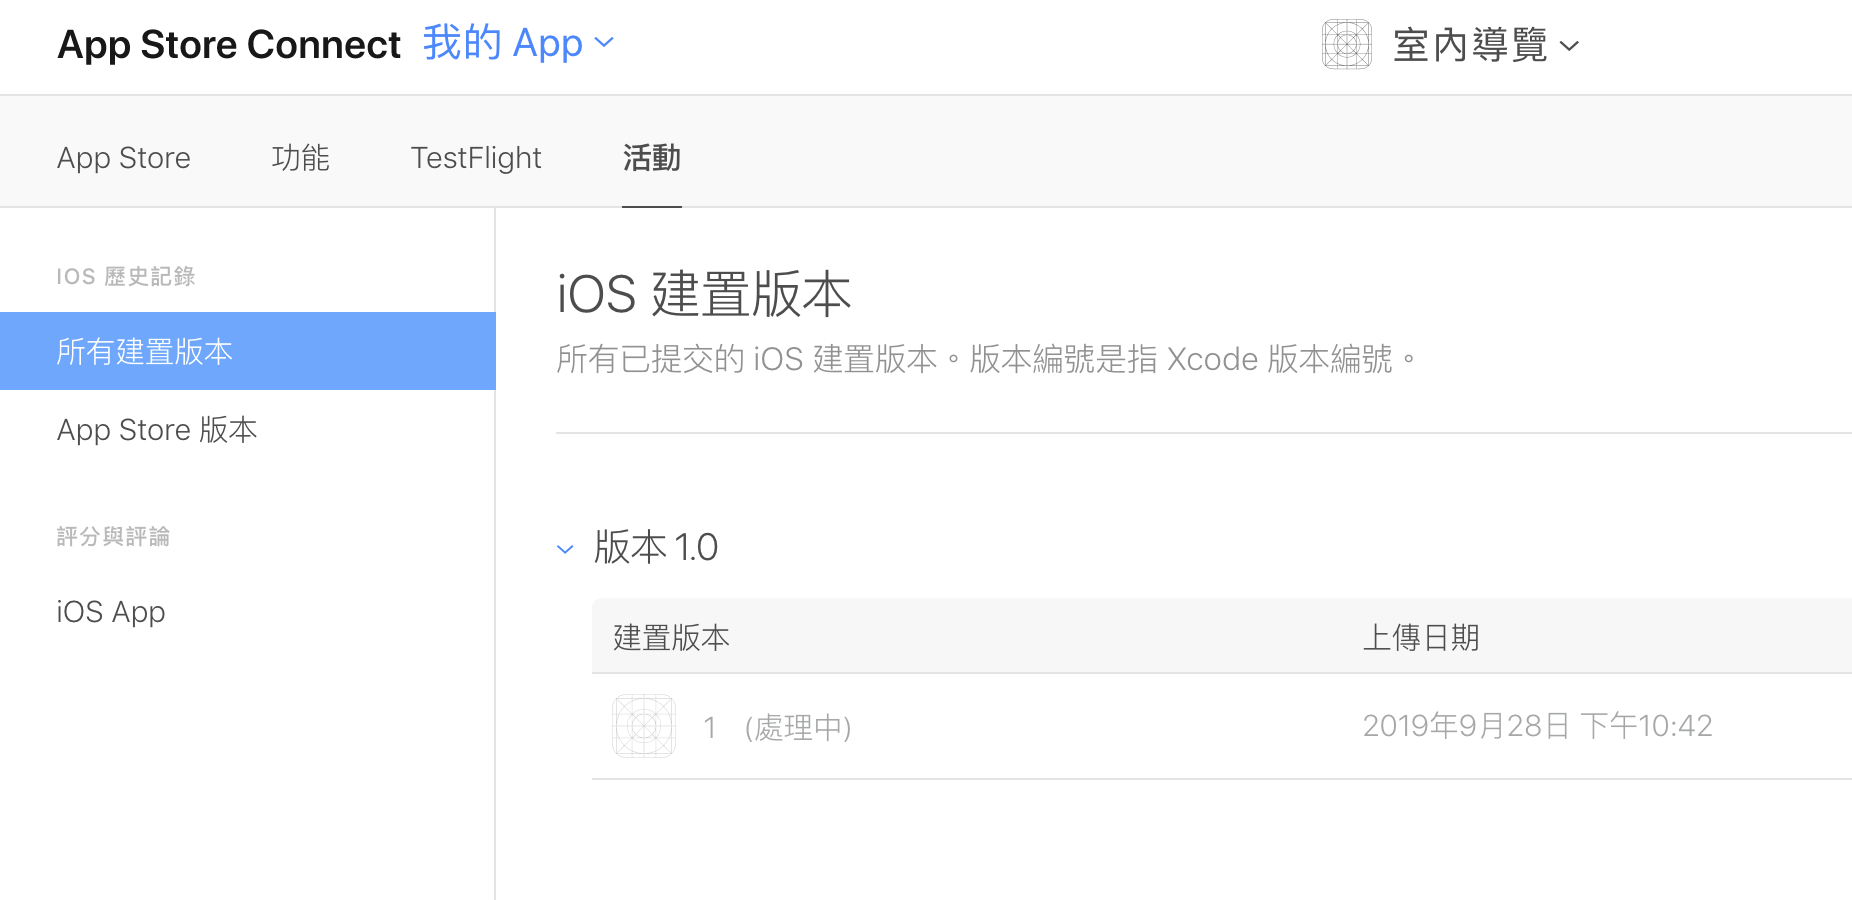 App Store Connect 我的 App 室內導覽
App Store 功能 TestFlight 活動
IOS 歷史記錄
所有建置版本
App Store 版本
評分與評論
iOS App
iOS 建置版本
所有已提交的 iOS 建置版本。版本編號是指 Xcode 版本編號。
版本 1.0
建置版本 上傳日期
1 (處理中) 2019年9月28日 下午10:42